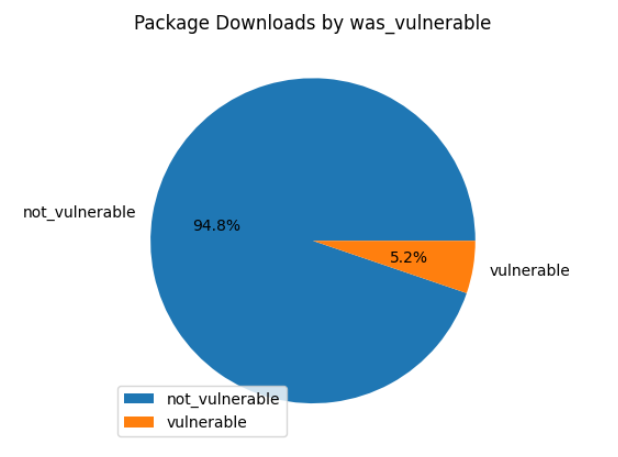 Package Downloads by was_vulnerable
not_vulnerable
94.8%
5.2%
vulnerable
not_vulnerable
vulnerable